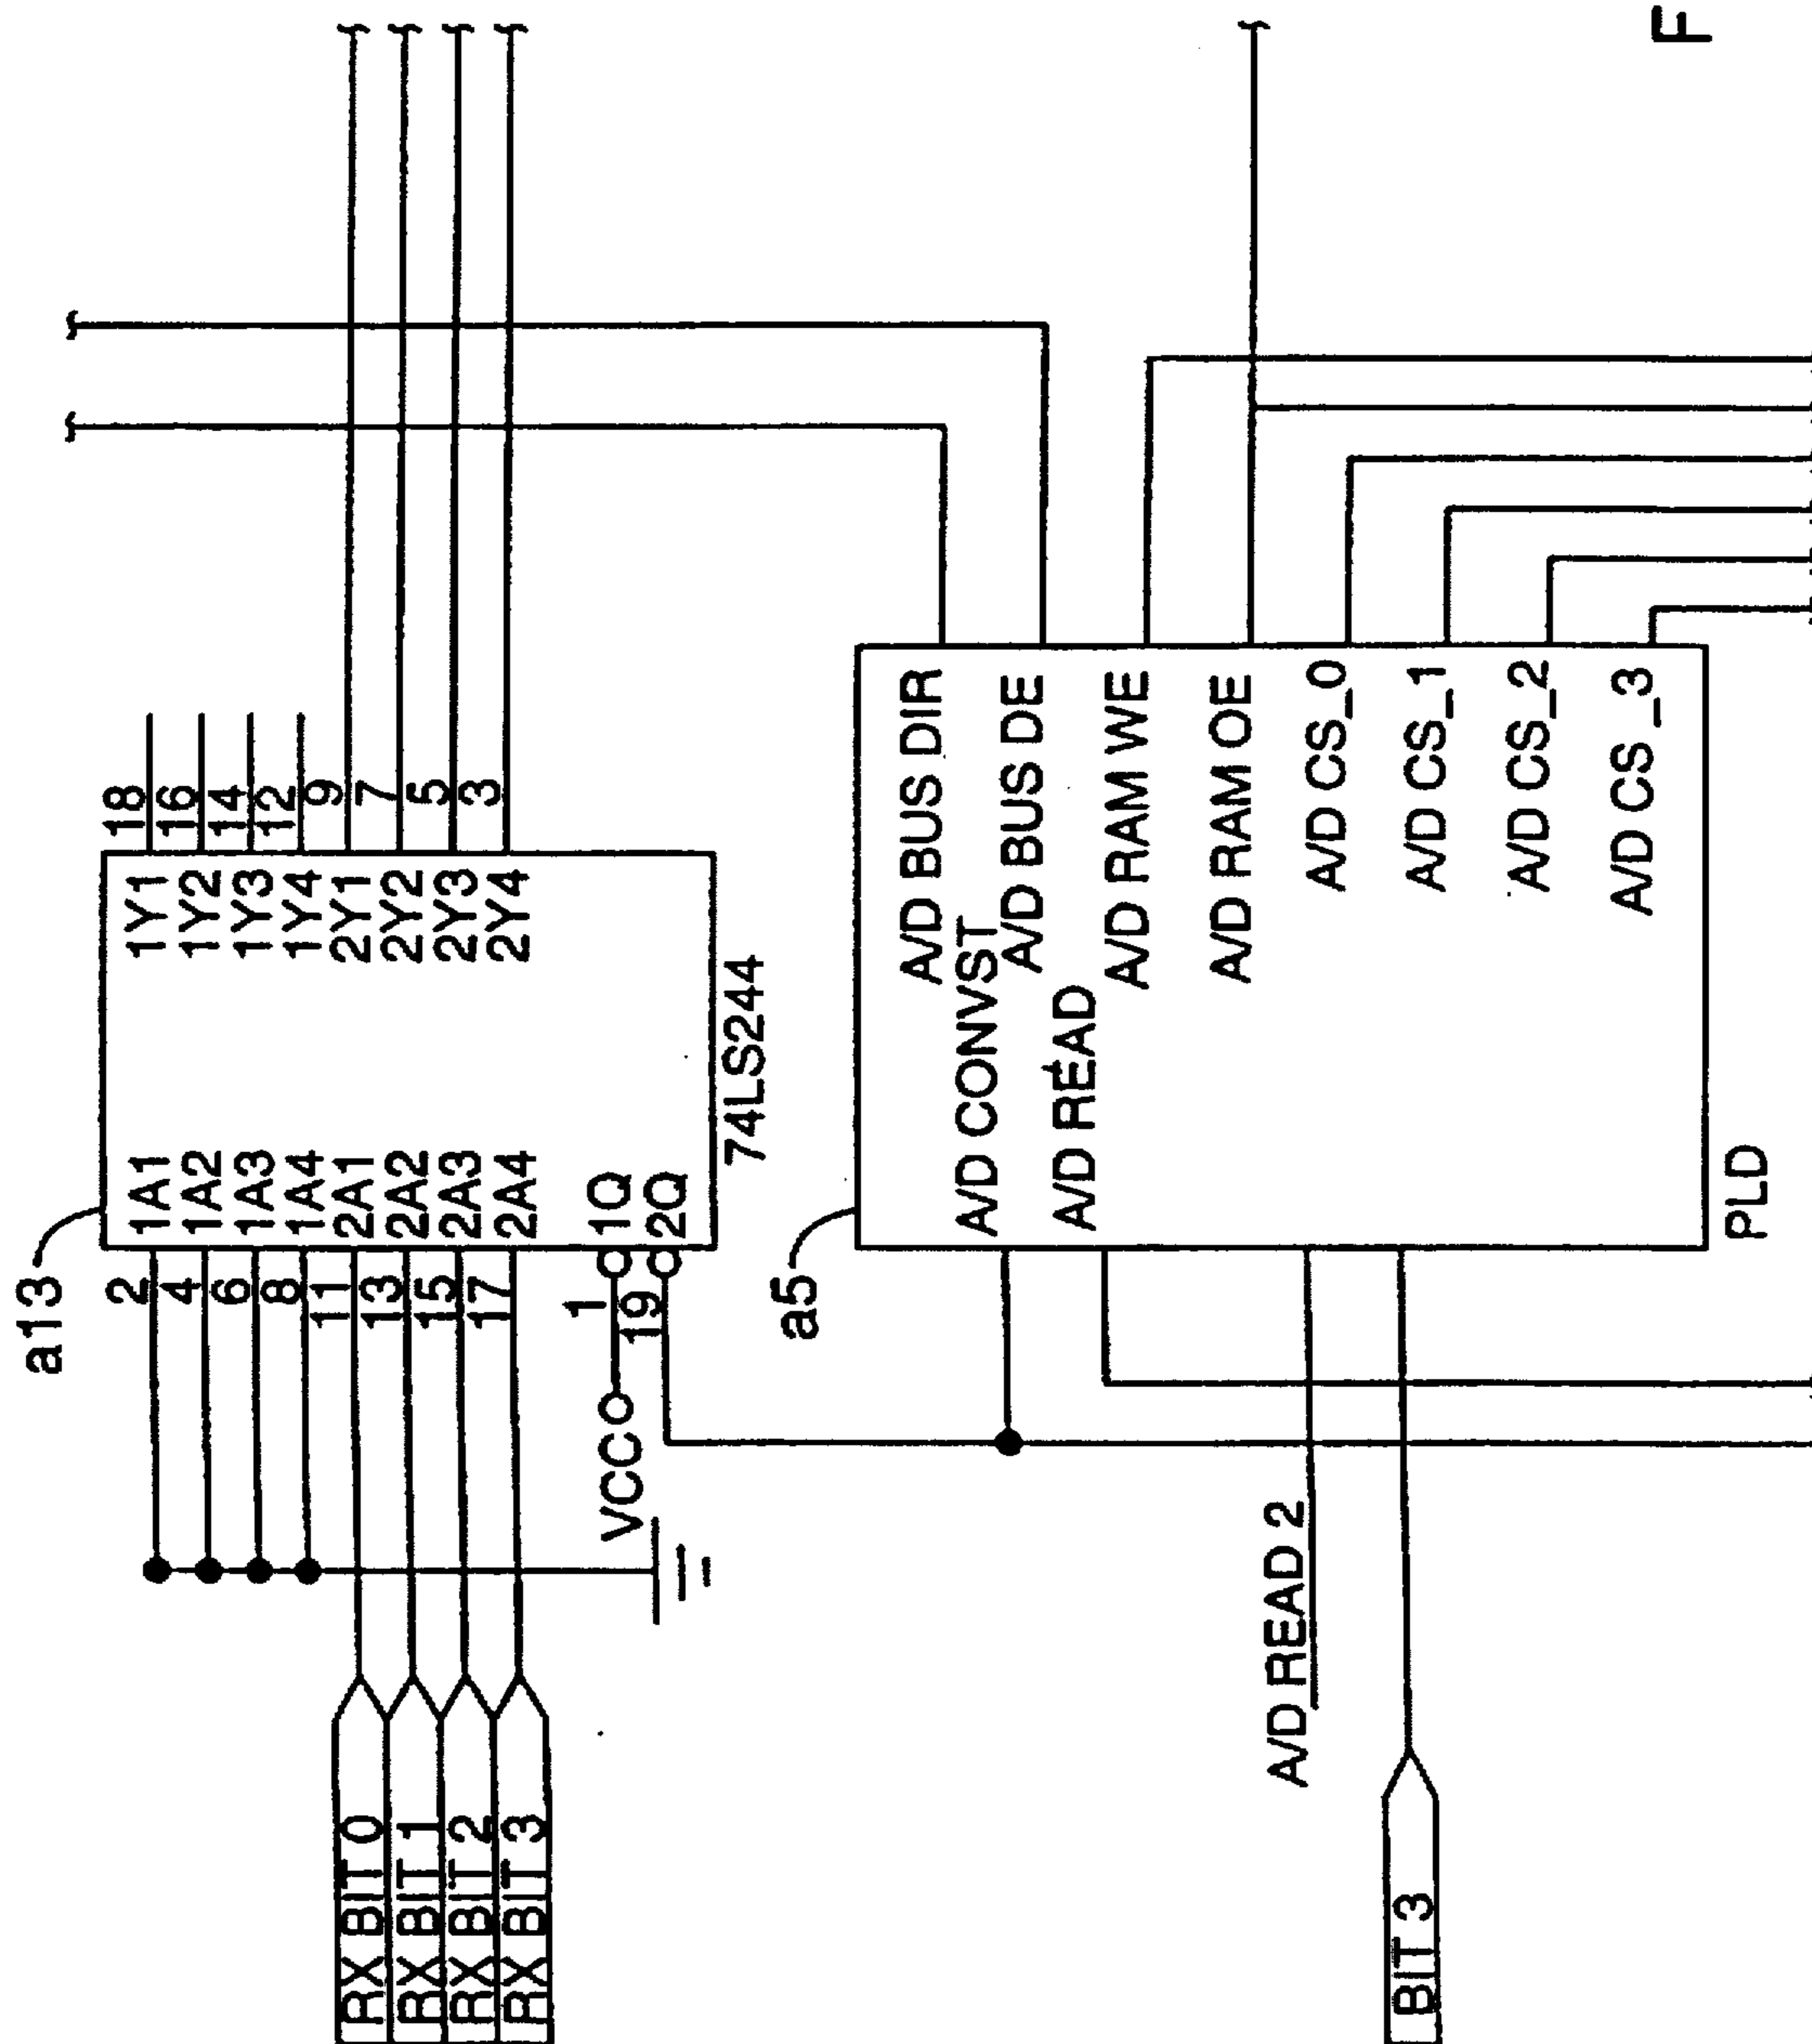 a13
2
4
6
8
11
13
15
17
1
19
1A1
1A2
1A3
1A4
2A1
2A2
2A3
2A4
1Q
2Q
1Y1
1Y2
1Y3
1Y4
2Y1
2Y2
2Y3
2Y4
18
16
14
12
9
7
5
3
74LS244
RX BIT 0
RX BIT 1
RX BIT 2
RX BIT 3
VCC
a5
A/D CONVST
A/D READ
A/D BUS DIR
A/D BUS DE
A/D RAM WE
A/D RAM OE
A/D CS_0
A/D CS_1
A/D CS_2
A/D CS_3
PLD
A/D READ 2
BIT 3
F